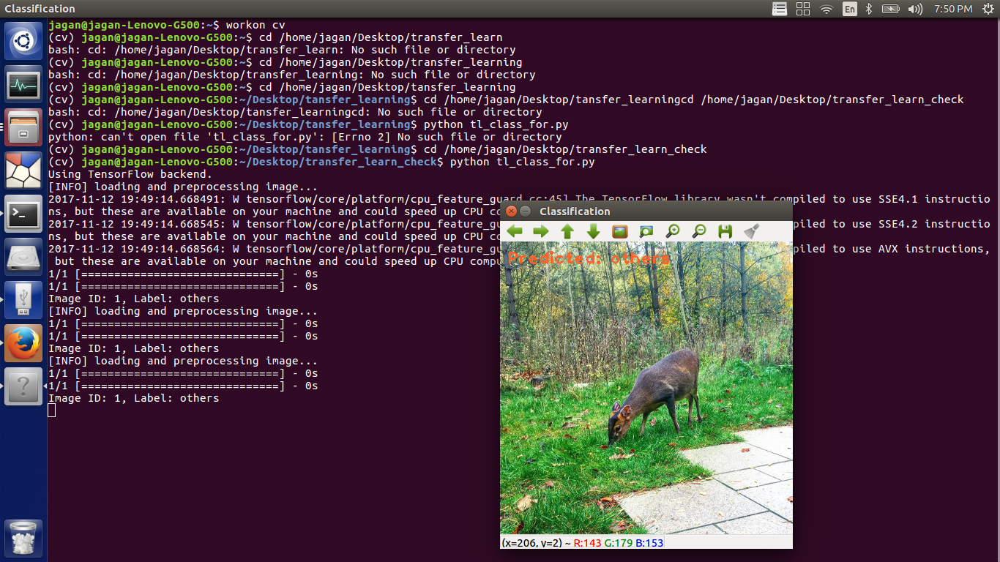 Classification
En
7:50 PM
jagan@jagan-Lenovo-G500:~$ workon cv
(cv) jagan@jagan-Lenovo-G500:~$ cd /home/jagan/Desktop/transfer_learn
bash: cd: /home/jagan/Desktop/transfer_learn: No such file or directory
(cv) jagan@jagan-Lenovo-G500:~$ cd /home/jagan/Desktop/transfer_learning
bash: cd: /home/jagan/Desktop/transfer_learning: No such file or directory
(cv) jagan@jagan-Lenovo-G500:~$ cd /home/jagan/Desktop/tansfer_learning
(cv) jagan@jagan-Lenovo-G500:~/Desktop/tansfer_learning$ cd /home/jagan/Desktop/tansfer_learningcd /home/jagan/Desktop/transfer_learn_check
bash: cd: /home/jagan/Desktop/tansfer_learningcd: No such file or directory
(cv) jagan@jagan-Lenovo-G500:~/Desktop/tansfer_learning$ python tl_class_for.py
python: can't open file 'tl_class_for.py': [Errno 2] No such file or directory
(cv) jagan@jagan-Lenovo-G500:~/Desktop/tansfer_learning$ cd /home/jagan/Desktop/transfer_learn_check
(cv) jagan@jagan-Lenovo-G500:~/Desktop/transfer_learn_check$ python tl_class_for.py
Using TensorFlow backend.
[INFO] loading and preprocessing image...
2017-11-12 19:49:14.668491: W tensorflow/core/platform/cpu_feature_guard.cc:45] The TensorFlow library wasn't compiled to use SSE4.1 instructio
ns, but these are available on your machine and could speed up CPU co
2017-11-12 19:49:14.668545: W tensorflow/core/platform/cpu_feature_gu piled to use SSE4.2 instructio
ns, but these are available on your machine and could speed up CPU co
2017-11-12 19:49:14.668564: W tensorflow/core/platform/cpu_feature_gu piled to use AVX instructions,
but these are available on your machine and could speed up CPU compu
1/1 [==============================] - 0s
1/1 [==============================] - 0s
Image ID: 1, Label: others
[INFO] loading and preprocessing image...
1/1 [==============================] - 0s
1/1 [==============================] - 0s
Image ID: 1, Label: others
[INFO] loading and preprocessing image...
1/1 [==============================] - 0s
1/1 [==============================] - 0s
Image ID: 1, Label: others
Classification
Predicted: others
(x=206, y=2) ~ R:143 G:179 B:153